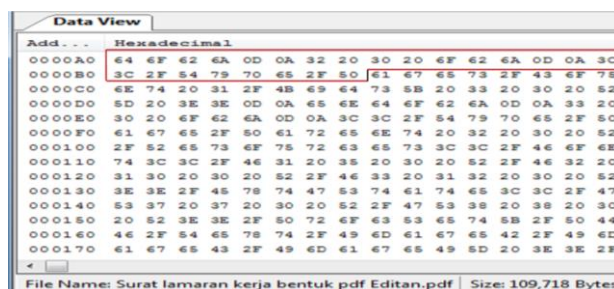 Data View
Add... Hexadecimal
0000A0 64 6F 62 6A 0D 0A 32 20 30 20 6F 62 6A 0D 0A 30
0000B0 3C 2F 54 79 70 65 2F 50 61 67 65 73 2F 43 6F 75
0000C0 6E 74 20 31 2F 4B 69 64 73 5B 20 33 20 30 20 52
0000D0 5D 20 3E 3E 0D 0A 65 6E 64 6F 62 6A 0D 0A 33 20
0000E0 30 20 6F 62 6A 0D 0A 3C 3C 2F 54 79 70 65 2F 50
0000F0 61 67 65 2F 50 61 72 65 6E 74 20 32 20 30 20 52
000100 2F 52 65 73 6F 75 72 63 65 73 3C 3C 2F 46 6F 6E
000110 74 3C 3C 2F 46 31 20 35 20 30 20 52 2F 46 32 20
000120 31 30 20 30 20 52 2F 46 33 20 31 32 20 30 20 52
000130 3E 3E 2F 45 78 74 47 53 74 61 74 65 3C 3C 2F 47
000140 53 37 20 37 20 30 20 52 2F 47 53 38 20 38 20 30
000150 20 52 3E 3E 2F 50 72 6F 63 53 65 74 5B 2F 50 44
000160 46 2F 54 65 78 74 2F 49 6D 61 67 65 42 2F 49 6D
000170 61 67 65 43 2F 49 6D 61 67 65 49 5D 20 3E 3E 2F
File Name: Surat lamaran kerja bentuk pdf Editan.pdf Size: 109,718 Bytes